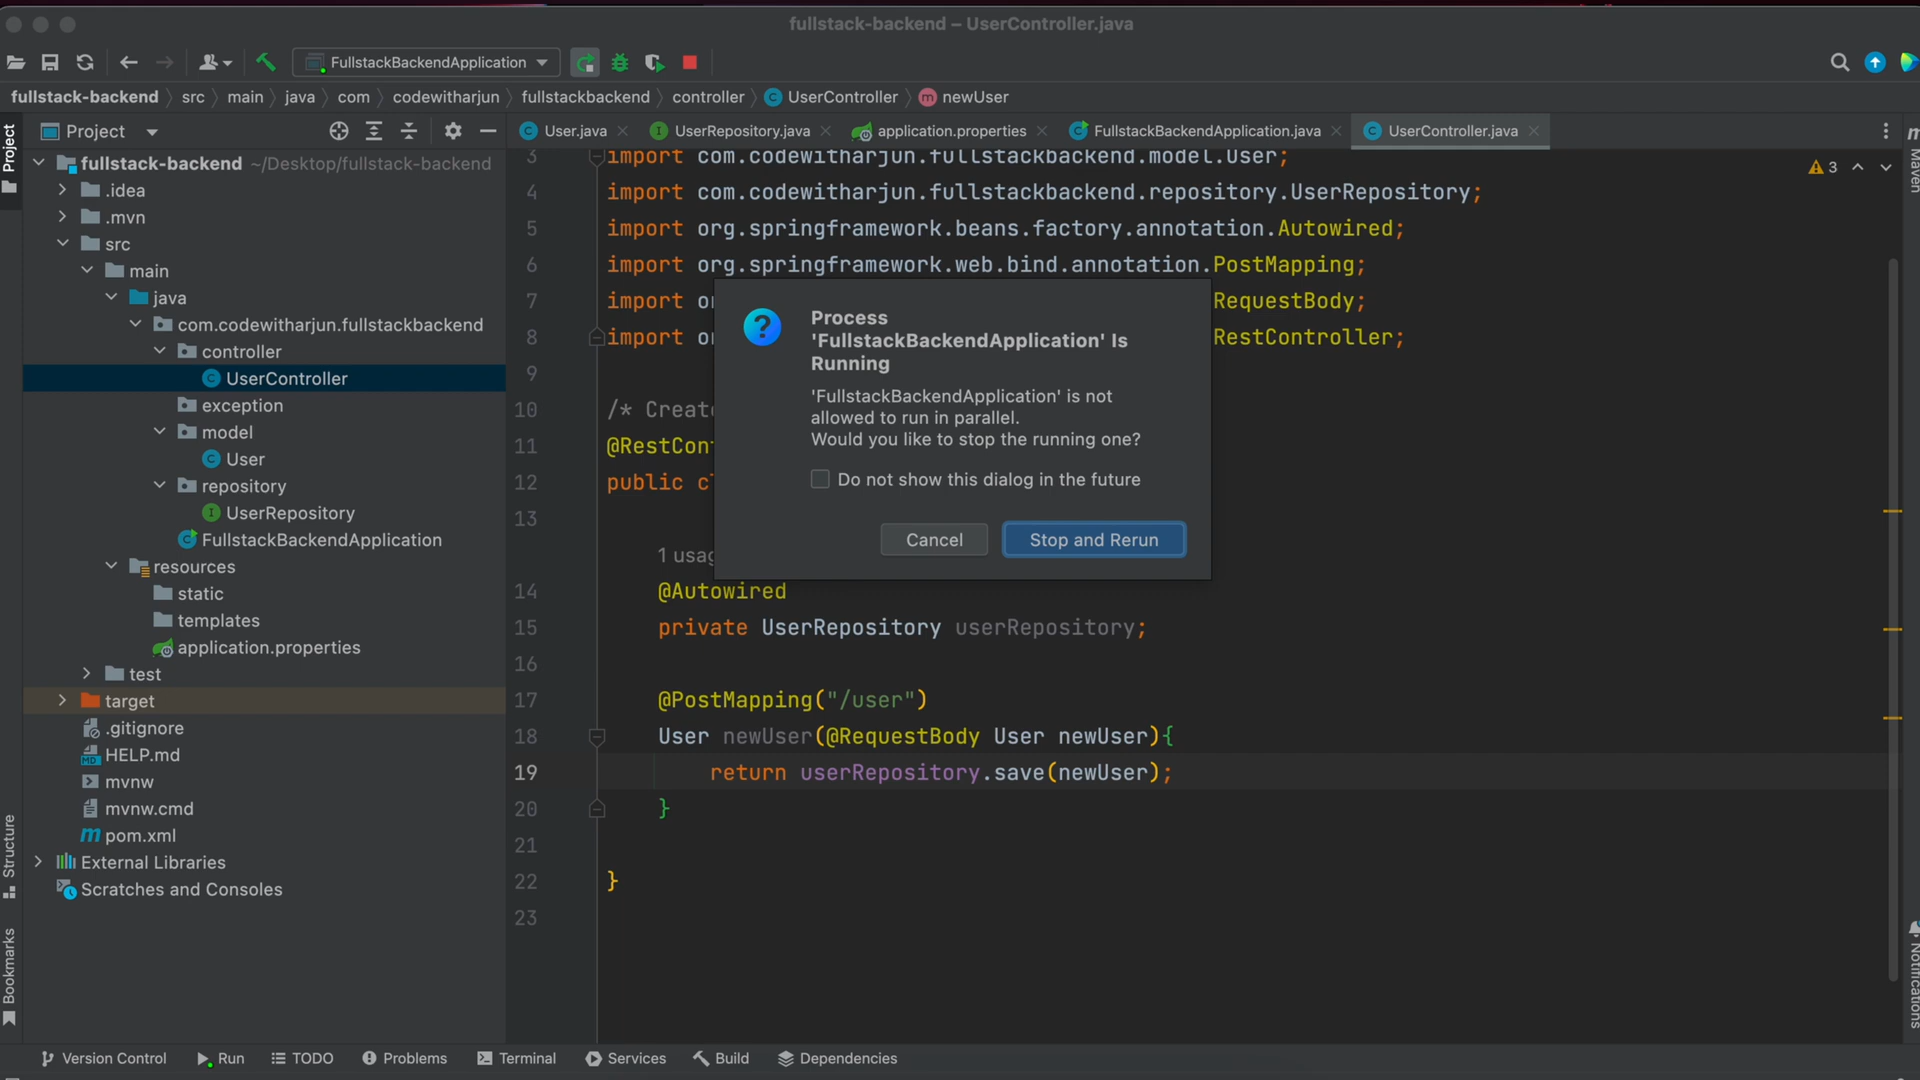 fullstack-backend – UserController.java
FullstackBackendApplication
fullstack-backend src main java com codewitharjun fullstackbackend controller UserController newUser
Project
User.java UserRepository.java application.properties FullstackBackendApplication.java UserController.java
Project
Maven
fullstack-backend ~/Desktop/fullstack-backend
.idea
.mvn
src
main
java
com.codewitharjun.fullstackbackend
controller
UserController
exception
model
User
repository
UserRepository
FullstackBackendApplication
resources
static
templates
application.properties
test
target
.gitignore
HELP.md
mvnw
mvnw.cmd
pom.xml
External Libraries
Scratches and Consoles
Structure
Bookmarks
3
3 import com.codewitharjun.fullstackbackend.model.User;
4 import com.codewitharjun.fullstackbackend.repository.UserRepository;
5 import org.springframework.beans.factory.annotation.Autowired;
6 import org.springframework.web.bind.annotation.PostMapping;
7 import RequestBody;
8 import RestController;
9
10 /* Creat
11 @RestCon
12 public
13
1
14 @Autowired
15 private UserRepository userRepository;
16
17 @PostMapping("/user")
18 User newUser(@RequestBody User newUser){
19 return userRepository.save(newUser);
20 }
21
22 }
23
Process
'FullstackBackendApplication' Is
Running
'FullstackBackendApplication' is not
allowed to run in parallel.
Would you like to stop the running one?
Do not show this dialog in the future
Cancel Stop and Rerun
Notifications
Version Control Run TODO Problems Terminal Services Build Dependencies